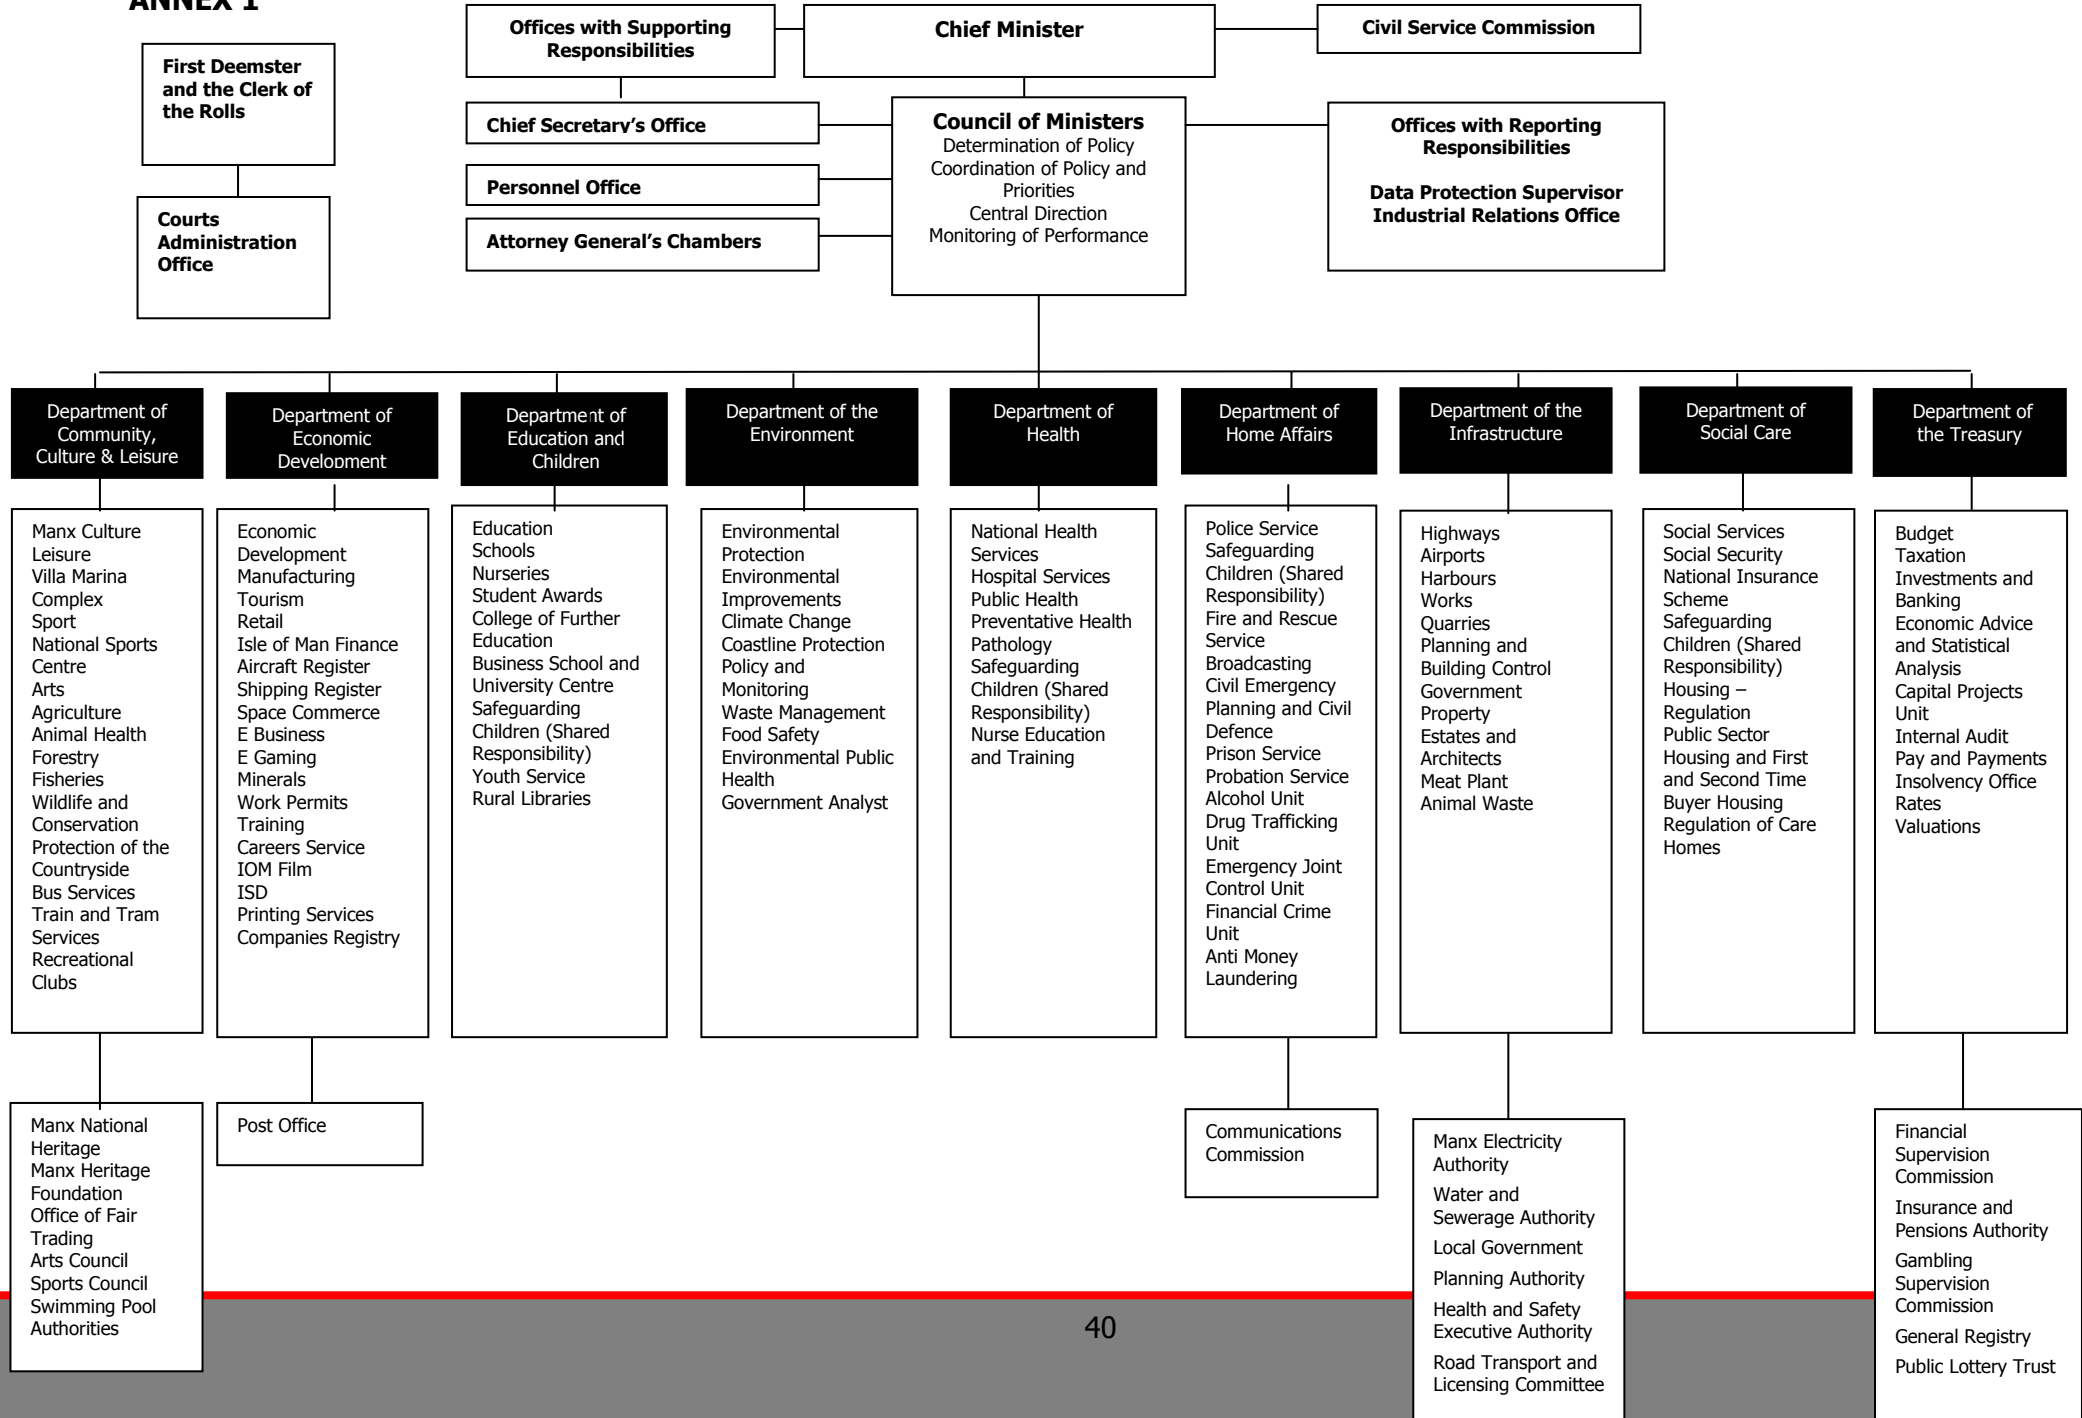 ANNEX 1
First Deemster
and the Clerk of
the Rolls
Courts
Administration
Office
Offices with Supporting
Responsibilities
Chief Minister
Civil Service Commission
Chief Secretary's Office
Personnel Office
Attorney General's Chambers
Council of Ministers
Determination of Policy
Coordination of Policy and
Priorities
Central Direction
Monitoring of Performance
Offices with Reporting
Responsibilities
Data Protection Supervisor
Industrial Relations Office
Department of
Community,
Culture & Leisure
Department of
Economic
Development
Department of
Education and
Children
Department of the
Environment
Department of
Health
Department of
Home Affairs
Department of the
Infrastructure
Department of
Social Care
Department of
the Treasury
Manx Culture
Leisure
Villa Marina
Complex
Sport
National Sports
Centre
Arts
Agriculture
Animal Health
Forestry
Fisheries
Wildlife and
Conservation
Protection of the
Countryside
Bus Services
Train and Tram
Services
Recreational
Clubs
Economic
Development
Manufacturing
Tourism
Retail
Isle of Man Finance
Aircraft Register
Shipping Register
Space Commerce
E Business
E Gaming
Minerals
Work Permits
Training
Careers Service
IOM Film
ISD
Printing Services
Companies Registry
Education
Schools
Nurseries
Student Awards
College of Further
Education
Business School and
University Centre
Safeguarding
Children (Shared
Responsibility)
Youth Service
Rural Libraries
Environmental
Protection
Environmental
Improvements
Climate Change
Coastline Protection
Policy and
Monitoring
Waste Management
Food Safety
Environmental Public
Health
Government Analyst
National Health
Services
Hospital Services
Public Health
Preventative Health
Pathology
Safeguarding
Children (Shared
Responsibility)
Nurse Education
and Training
Police Service
Safeguarding
Children (Shared
Responsibility)
Fire and Rescue
Service
Broadcasting
Civil Emergency
Planning and Civil
Defence
Prison Service
Probation Service
Alcohol Unit
Drug Trafficking
Unit
Emergency Joint
Control Unit
Financial Crime
Unit
Anti Money
Laundering
Highways
Airports
Harbours
Works
Quarries
Planning and
Building Control
Government
Property
Estates and
Architects
Meat Plant
Animal Waste
Social Services
Social Security
National Insurance
Scheme
Safeguarding
Children (Shared
Responsibility)
Housing –
Regulation
Public Sector
Housing and First
and Second Time
Buyer Housing
Regulation of Care
Homes
Budget
Taxation
Investments and
Banking
Economic Advice
and Statistical
Analysis
Capital Projects
Unit
Internal Audit
Pay and Payments
Insolvency Office
Rates
Valuations
Manx National
Heritage
Manx Heritage
Foundation
Office of Fair
Trading
Arts Council
Sports Council
Swimming Pool
Authorities
Post Office
Communications
Commission
Manx Electricity
Authority
Water and
Sewerage Authority
Local Government
Planning Authority
Health and Safety
Executive Authority
Road Transport and
Licensing Committee
Financial
Supervision
Commission
Insurance and
Pensions Authority
Gambling
Supervision
Commission
General Registry
Public Lottery Trust
40